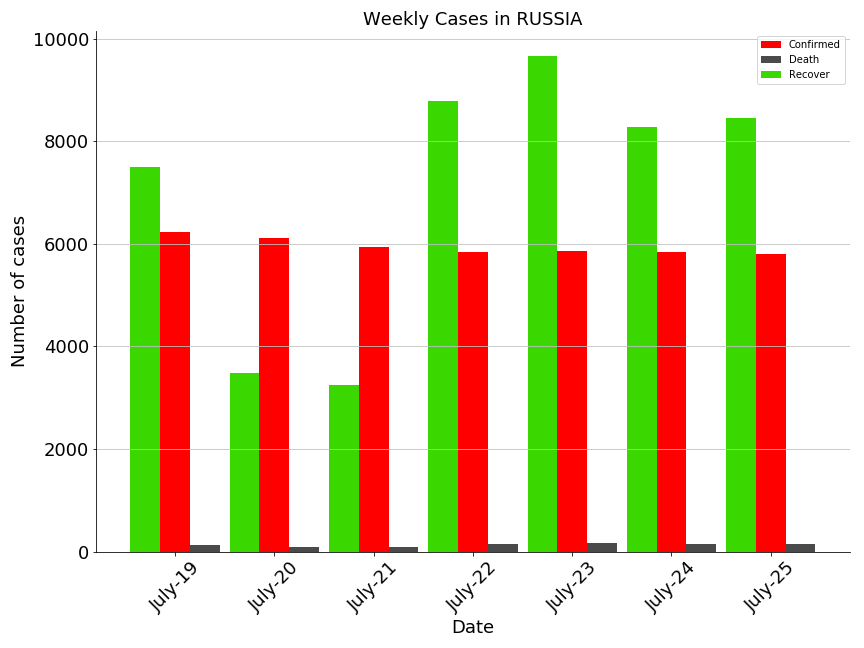 Weekly Cases in RUSSIA
Confirmed
Death
Recover
Number of cases
10000
8000
6000
4000
2000
0
July-19
July-20
July-21
July-22
July-23
July-24
July-25
Date